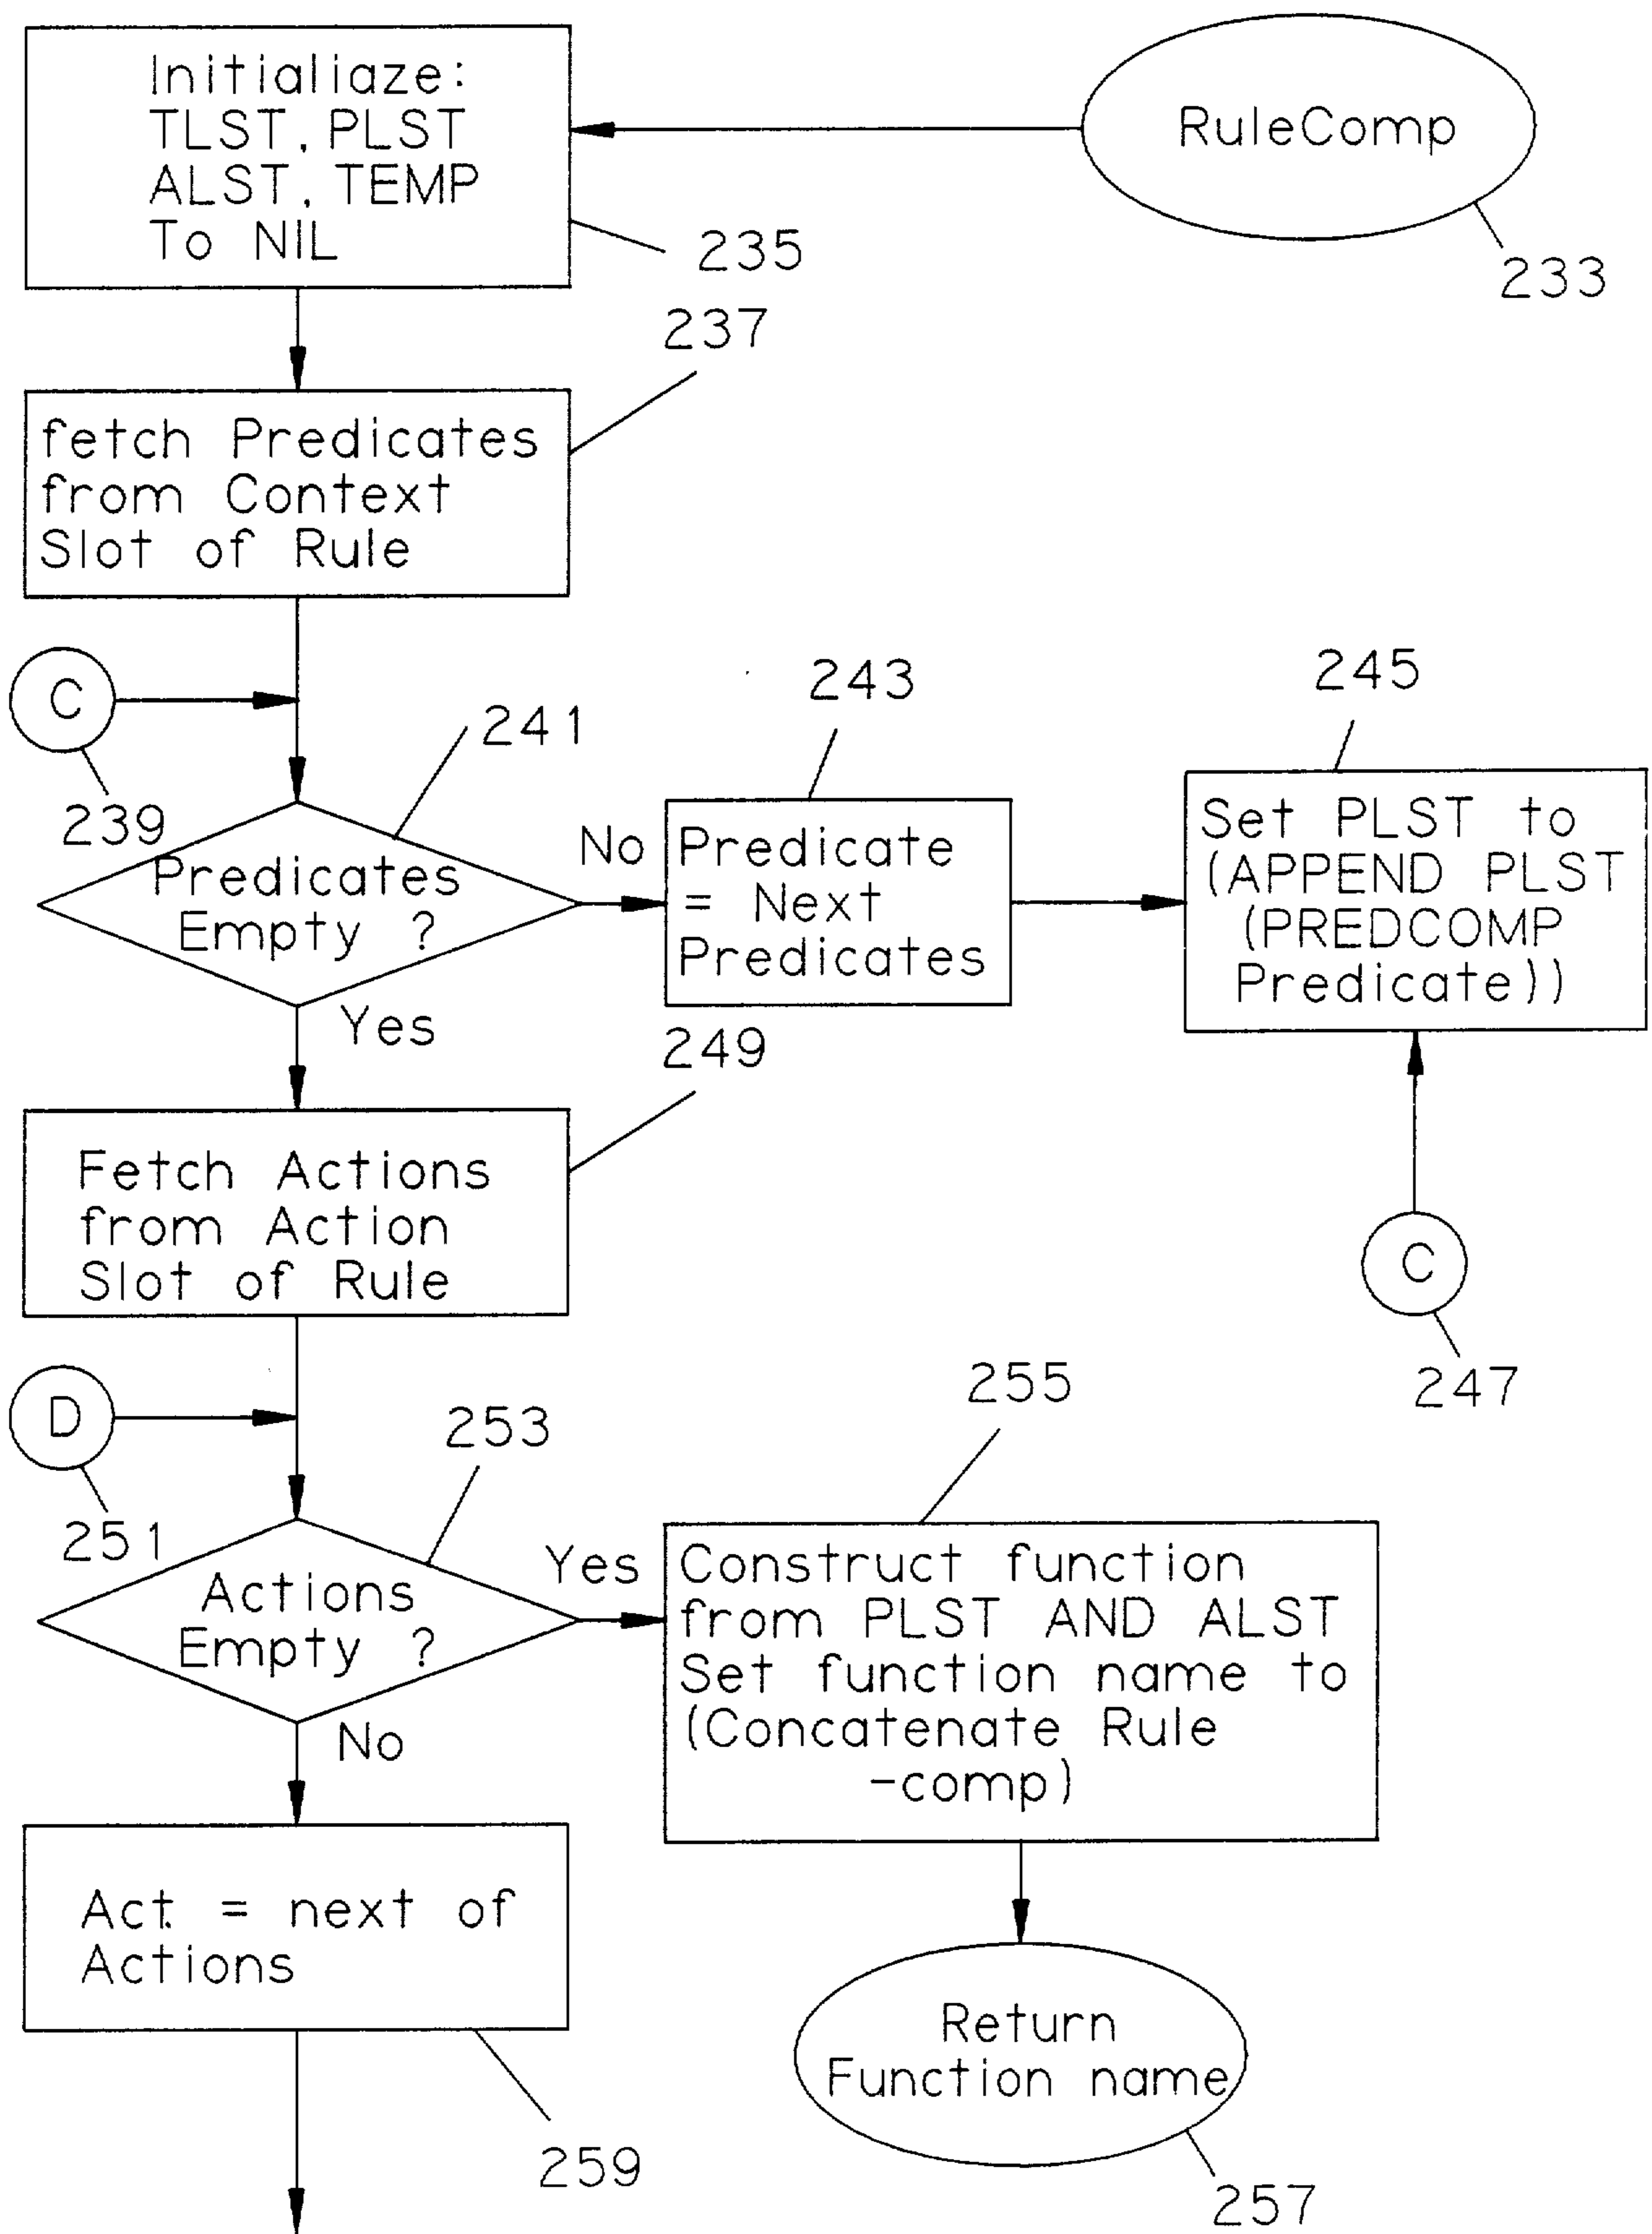 Initialiaze:
TLST, PLST
ALST, TEMP
To NIL
235
RuleComp
233
237
fetch Predicates
from Context
Slot of Rule
C
239
241
Predicates
Empty ?
No
Yes
243
Predicate
= Next
Predicates
245
Set PLST to
(APPEND PLST
(PREDCOMP
Predicate))
C
247
249
Fetch Actions
from Action
Slot of Rule
D
251
253
Actions
Empty ?
Yes
No
255
Construct function
from PLST AND ALST
Set function name to
(Concatenate Rule
-comp)
Return
Function name
257
Act. = next of
Actions
259